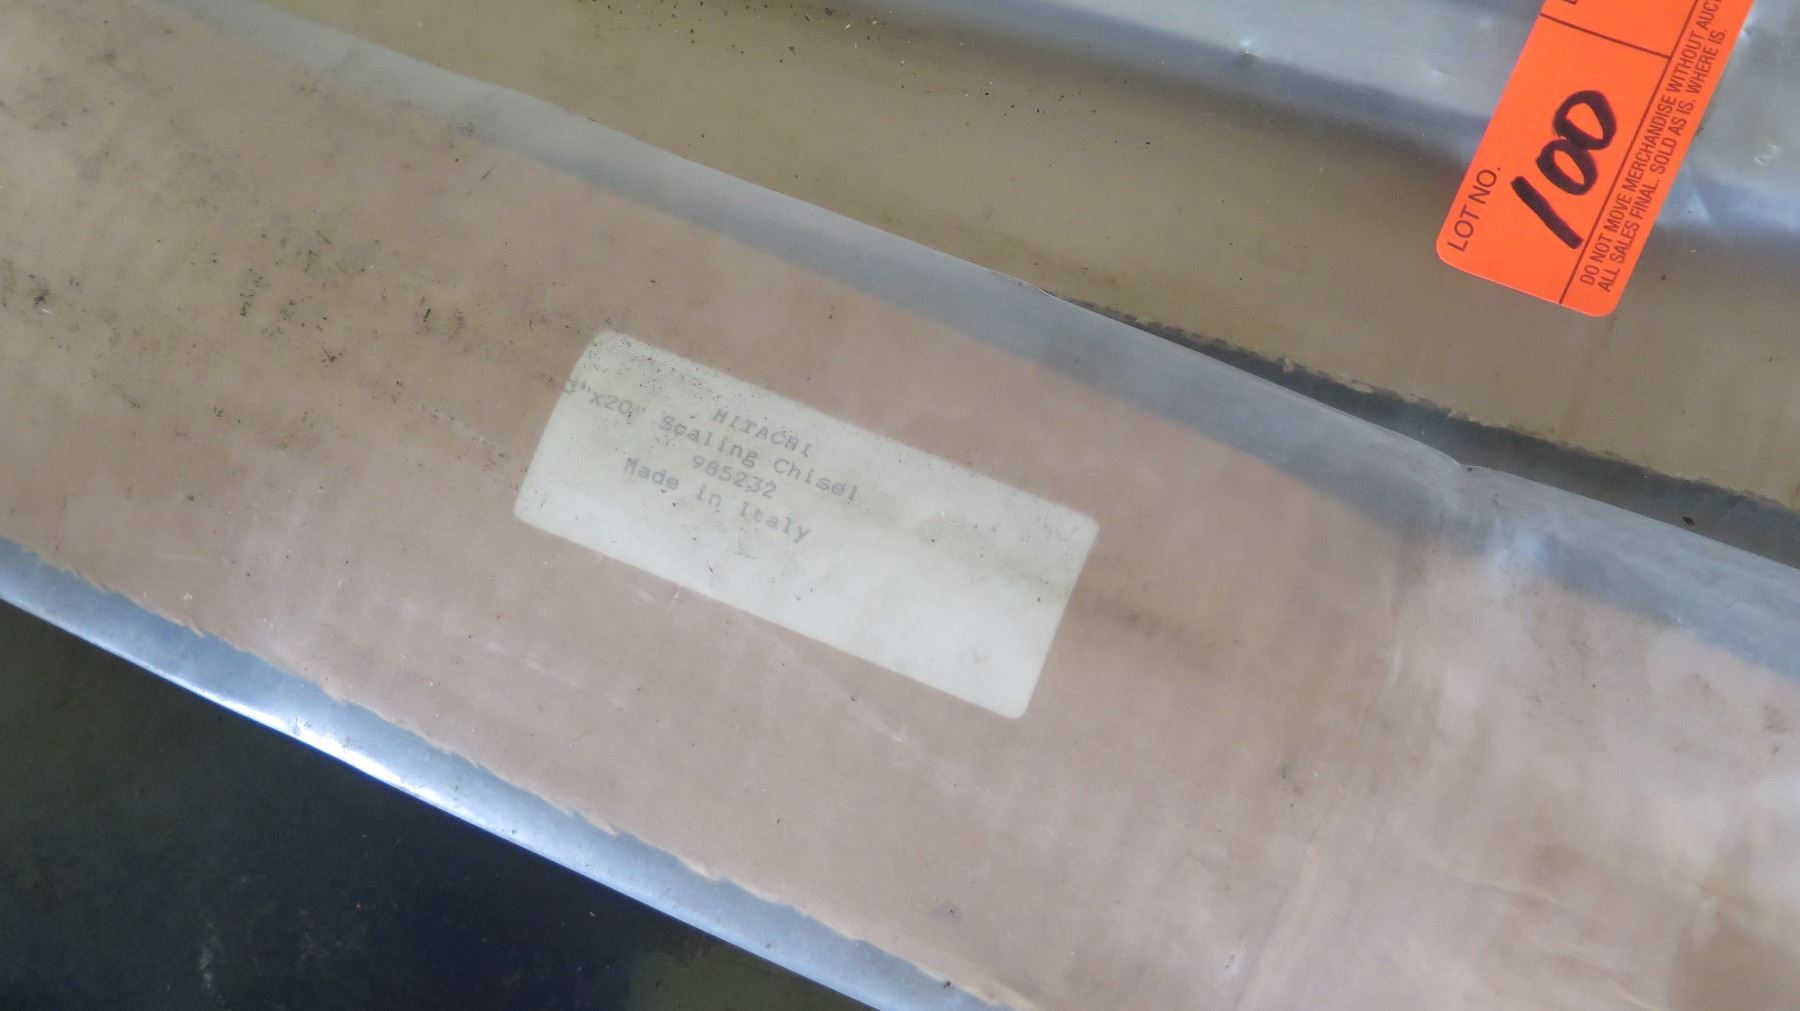 HITACHI
3"x20" Scaling Chisel
985232
Made in Italy
LOT NO.
100
DO NOT MOVE MERCHANDISE WITHOUT
ALL SALES FINAL. SOLD AS IS. WHERE IS.